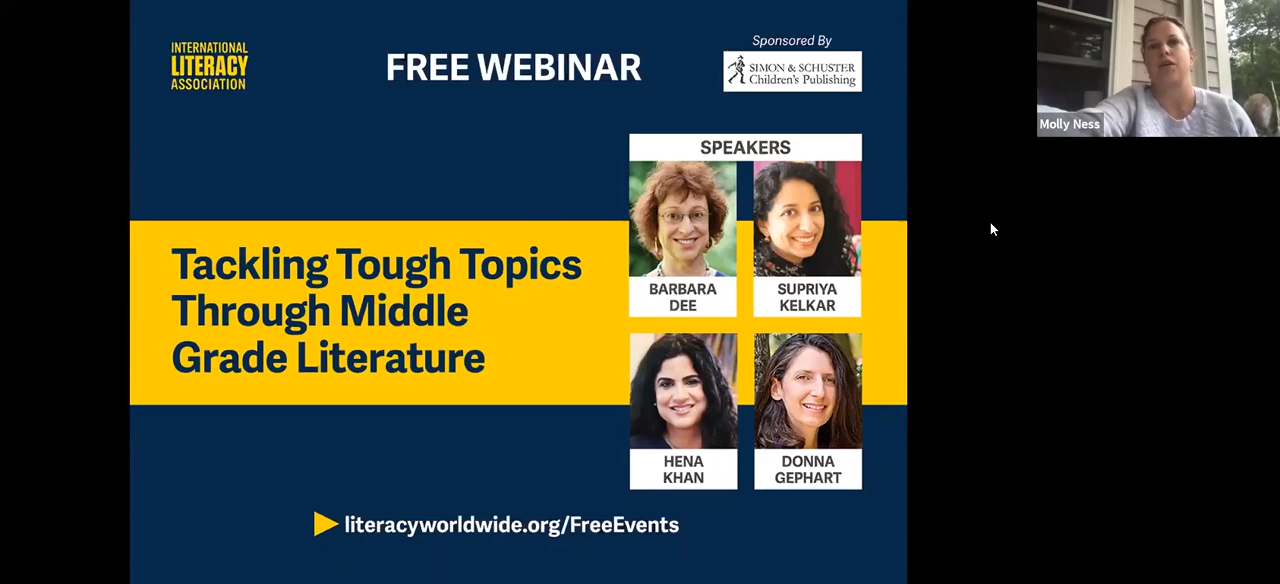 INTERNATIONAL
LITERACY
ASSOCIATION
FREE WEBINAR
Sponsored By
SIMON & SCHUSTER
Children's Publishing
Molly Ness
SPEAKERS
Tackling Tough Topics
Through Middle
Grade Literature
BARBARA
DEE
SUPRIYA
KELKAR
HENA
KHAN
DONNA
GEPHART
literacyworldwide.org/FreeEvents